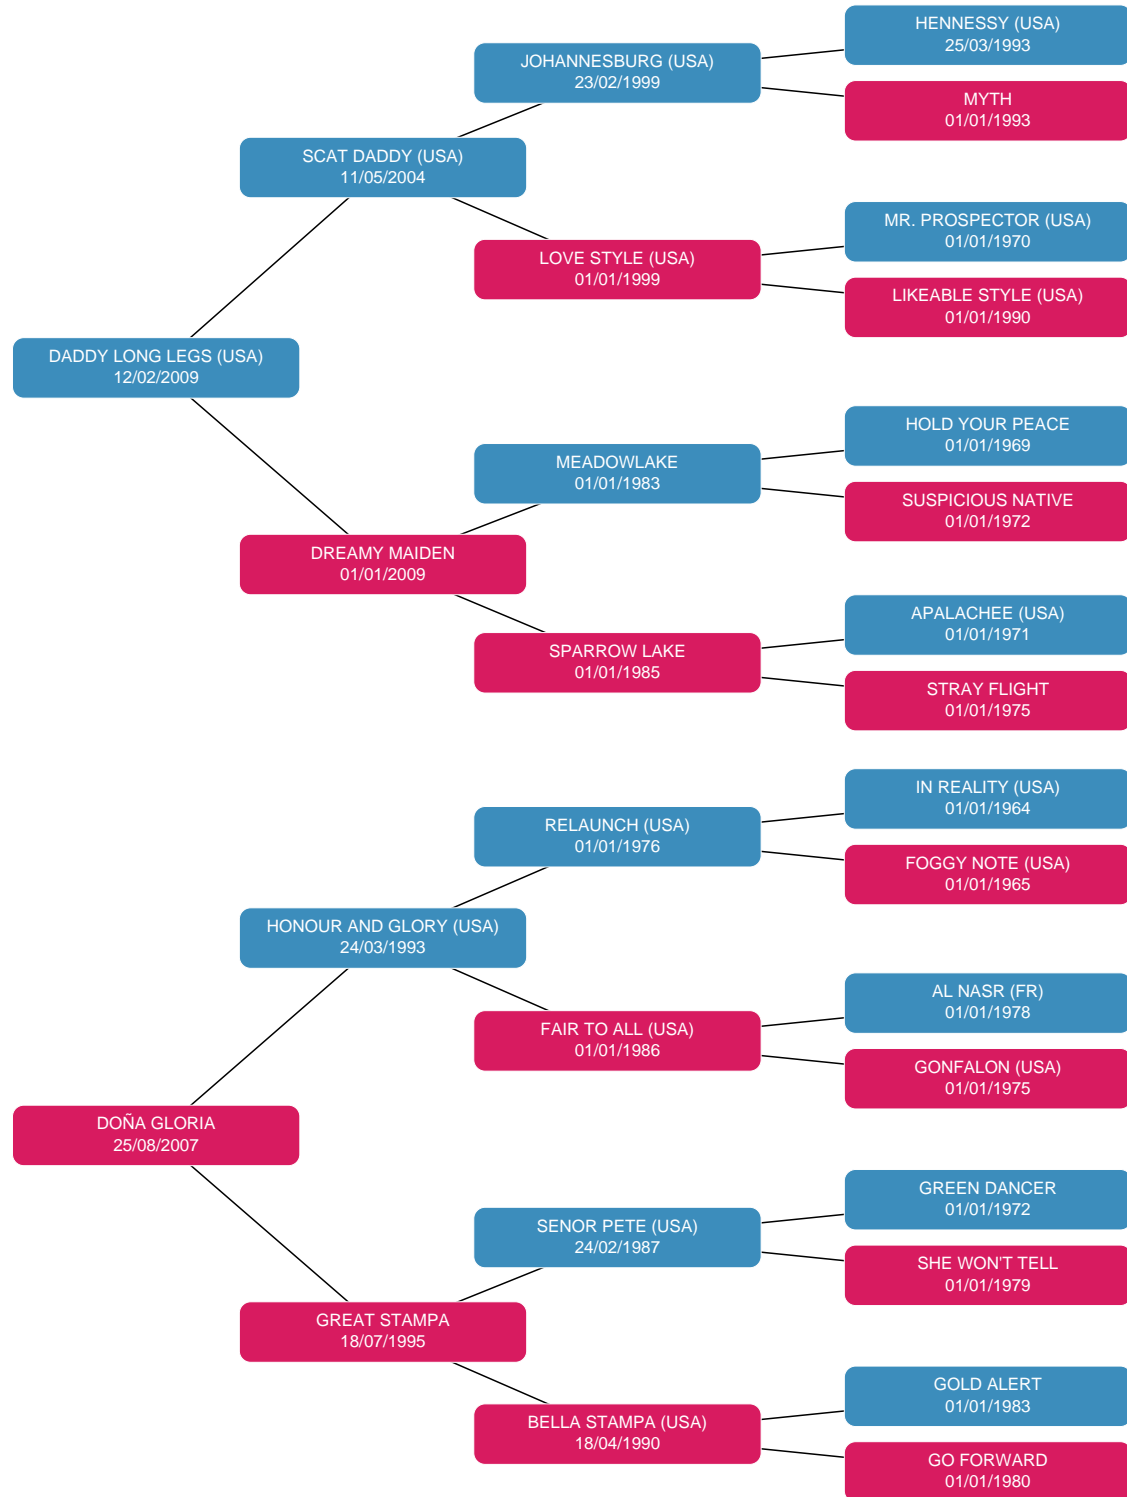 HENNESSY (USA)
25/03/1993
JOHANNESBURG (USA)
23/02/1999
MYTH
01/01/1993
SCAT DADDY (USA)
11/05/2004
MR. PROSPECTOR (USA)
01/01/1970
LOVE STYLE (USA)
01/01/1999
LIKEABLE STYLE (USA)
01/01/1990
DADDY LONG LEGS (USA)
12/02/2009
HOLD YOUR PEACE
01/01/1969
MEADOWLAKE
01/01/1983
SUSPICIOUS NATIVE
01/01/1972
DREAMY MAIDEN
01/01/2009
APALACHEE (USA)
01/01/1971
SPARROW LAKE
01/01/1985
STRAY FLIGHT
01/01/1975
IN REALITY (USA)
01/01/1964
RELAUNCH (USA)
01/01/1976
FOGGY NOTE (USA)
01/01/1965
HONOUR AND GLORY (USA)
24/03/1993
AL NASR (FR)
01/01/1978
FAIR TO ALL (USA)
01/01/1986
GONFALON (USA)
01/01/1975
DOÑA GLORIA
25/08/2007
GREEN DANCER
01/01/1972
SENOR PETE (USA)
24/02/1987
SHE WON'T TELL
01/01/1979
GREAT STAMPA
18/07/1995
GOLD ALERT
01/01/1983
BELLA STAMPA (USA)
18/04/1990
GO FORWARD
01/01/1980